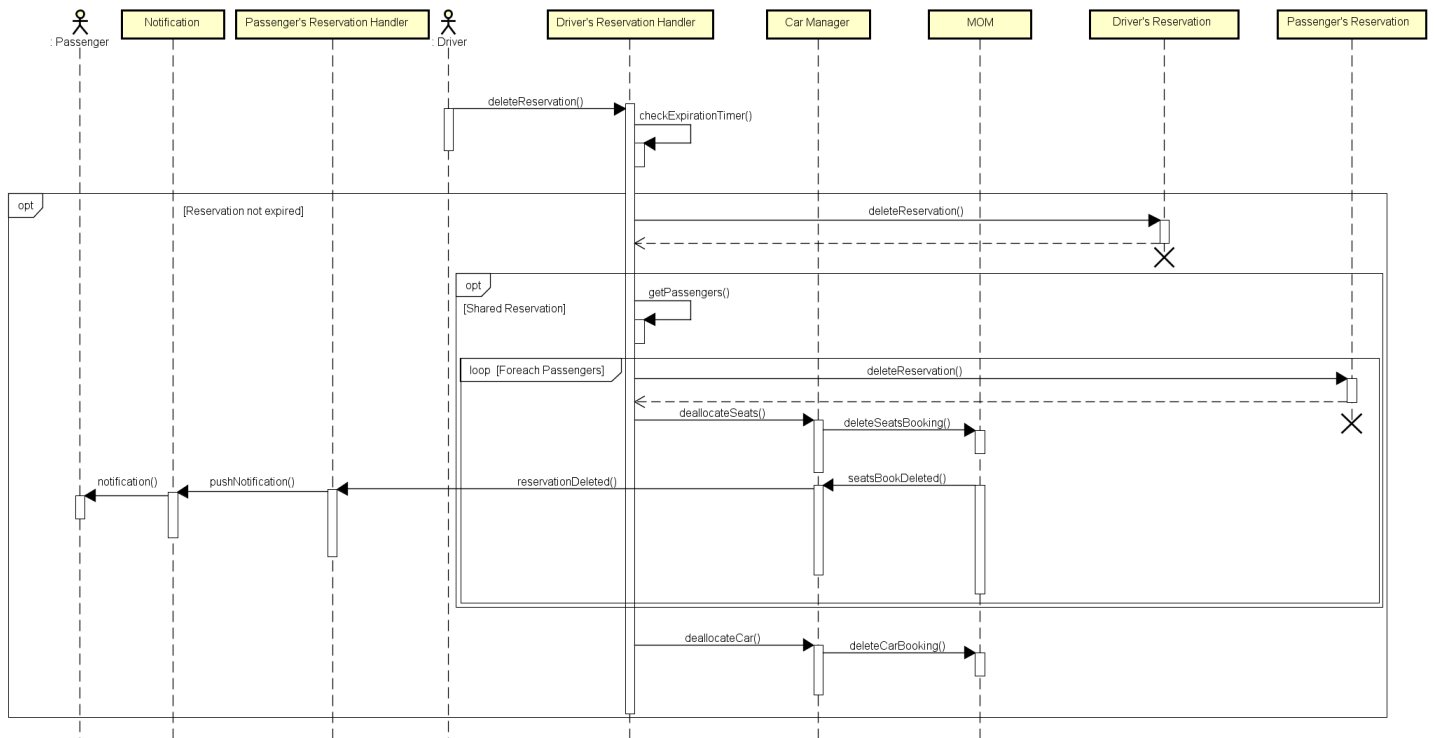 Notification
Passenger's Reservation Handler
Driver's Reservation Handler
Car Manager
MOM
Driver's Reservation
Passenger's Reservation
: Passenger
: Driver
deleteReservation()
checkExpirationTimer()
opt
[Reservation not expired]
deleteReservation()
opt
getPassengers()
[Shared Reservation]
loop [Foreach Passengers]
deleteReservation()
deallocateSeats()
deleteSeatsBooking()
notification()
pushNotification()
reservationDeleted()
seatsBookDeleted()
deallocateCar()
deleteCarBooking()